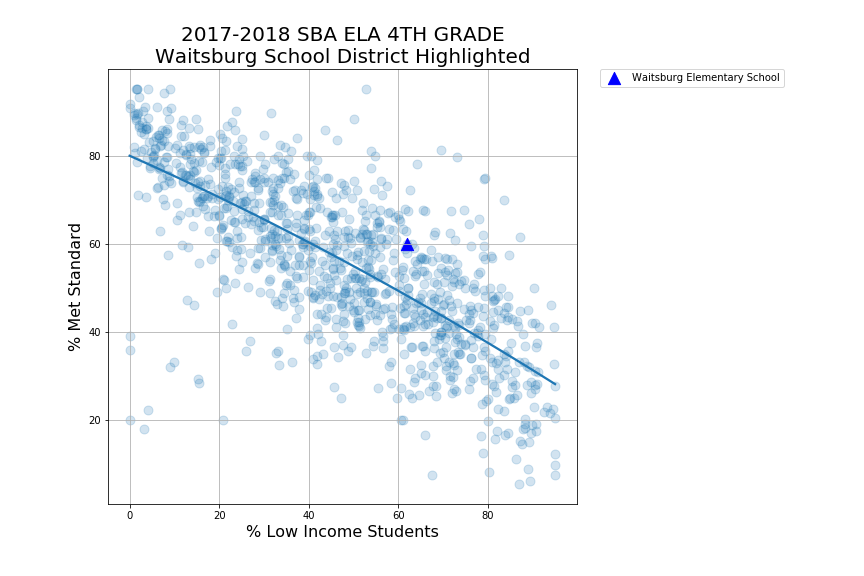 2017-2018 SBA ELA 4TH GRADE
Waitsburg School District Highlighted
Waitsburg Elementary School
% Met Standard
80
60
40
20
0
20
40
60
80
% Low Income Students